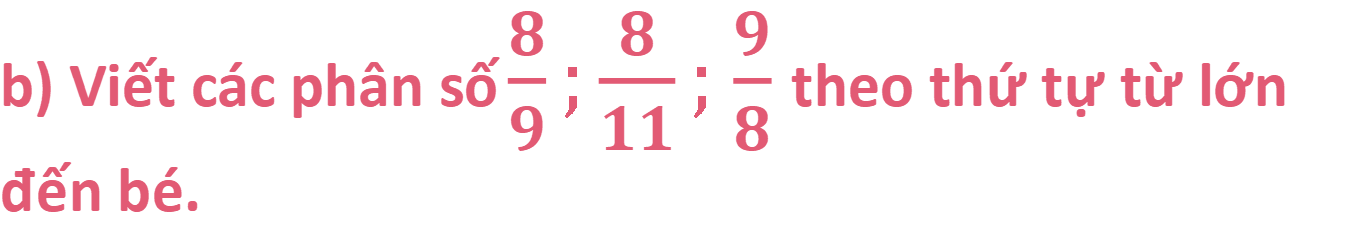 b) Viết các phân số 8/9 ; 8/11 ; 9/8 theo thứ tự từ lớn
đến bé.